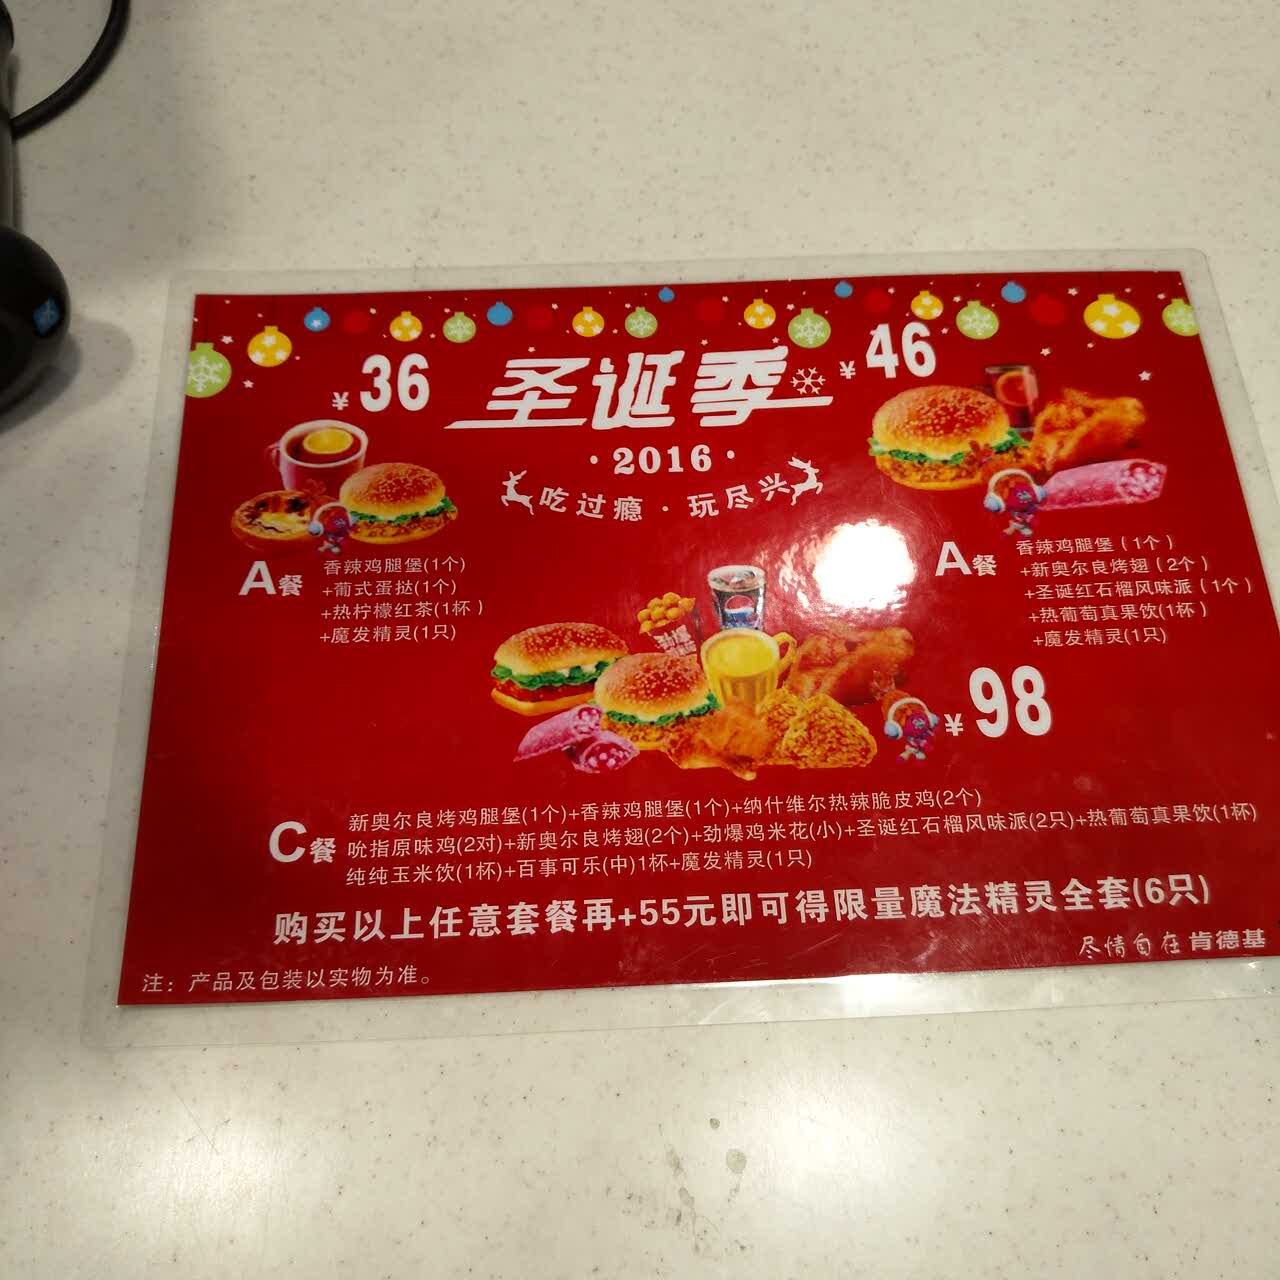 ¥36
圣诞季
¥46
·2016·
吃过瘾·玩尽兴
A餐
香辣鸡腿堡(1个)
+葡式蛋挞(1个)
+热柠檬红茶(1杯)
+魔发精灵(1只)
A餐
香辣鸡腿堡(1个)
+新奥尔良烤翅(2个)
+圣诞红石榴风味派(1个)
+热葡萄真果饮(1杯)
+魔发精灵(1只)
¥98
C餐
新奥尔良烤鸡腿堡(1个)+香辣鸡腿堡(1个)+纳什维尔热辣脆皮鸡(2个)
吮指原味鸡(2对)+新奥尔良烤翅(2个)+劲爆鸡米花(小)+圣诞红石榴风味派(2只)+热葡萄真果饮(1杯)
纯纯玉米饮(1杯)+百事可乐(中)1杯+魔发精灵(1只)
购买以上任意套餐再+55元即可得限量魔法精灵全套(6只)
尽情自在 肯德基
注：产品及包装以实物为准。